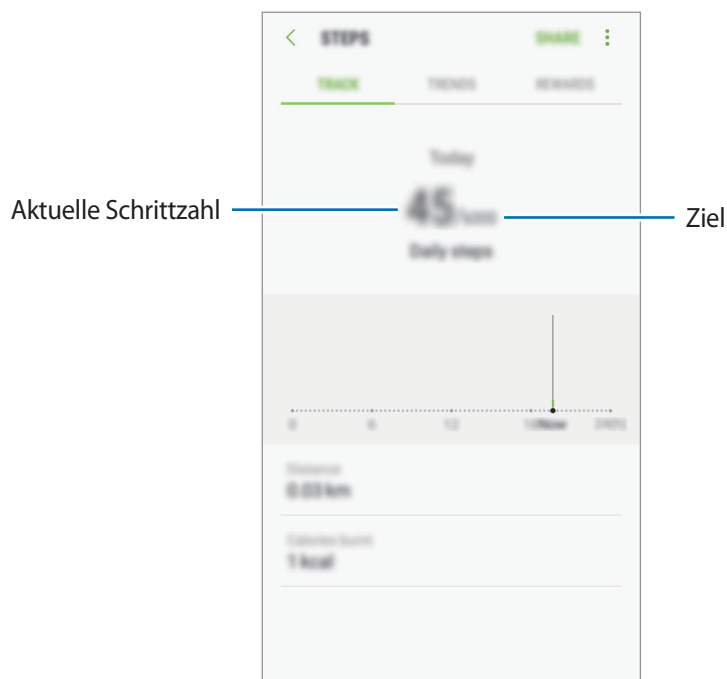 STEPS
SHARE
TRACK TRENDS REWARDS
Today
Aktuelle Schrittzahl
45/6000
Ziel
Daily steps
0 6 12 Now
Distance
0.03 km
Calories burnt
1 kcal